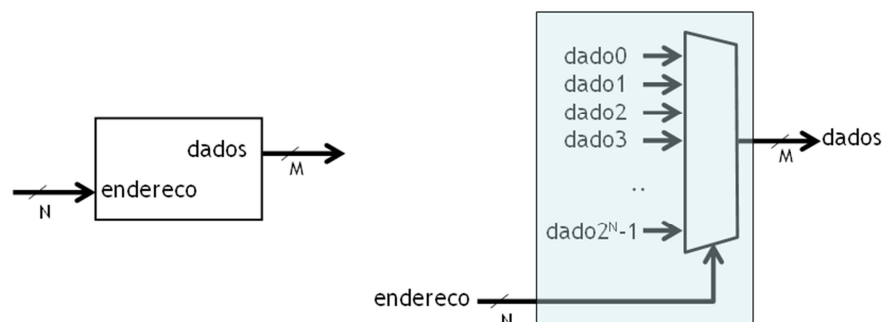 dados
M
endereco
N
dado0
dado1
dado2
dado3
..
dado2ᴺ-1
dados
M
endereco
N